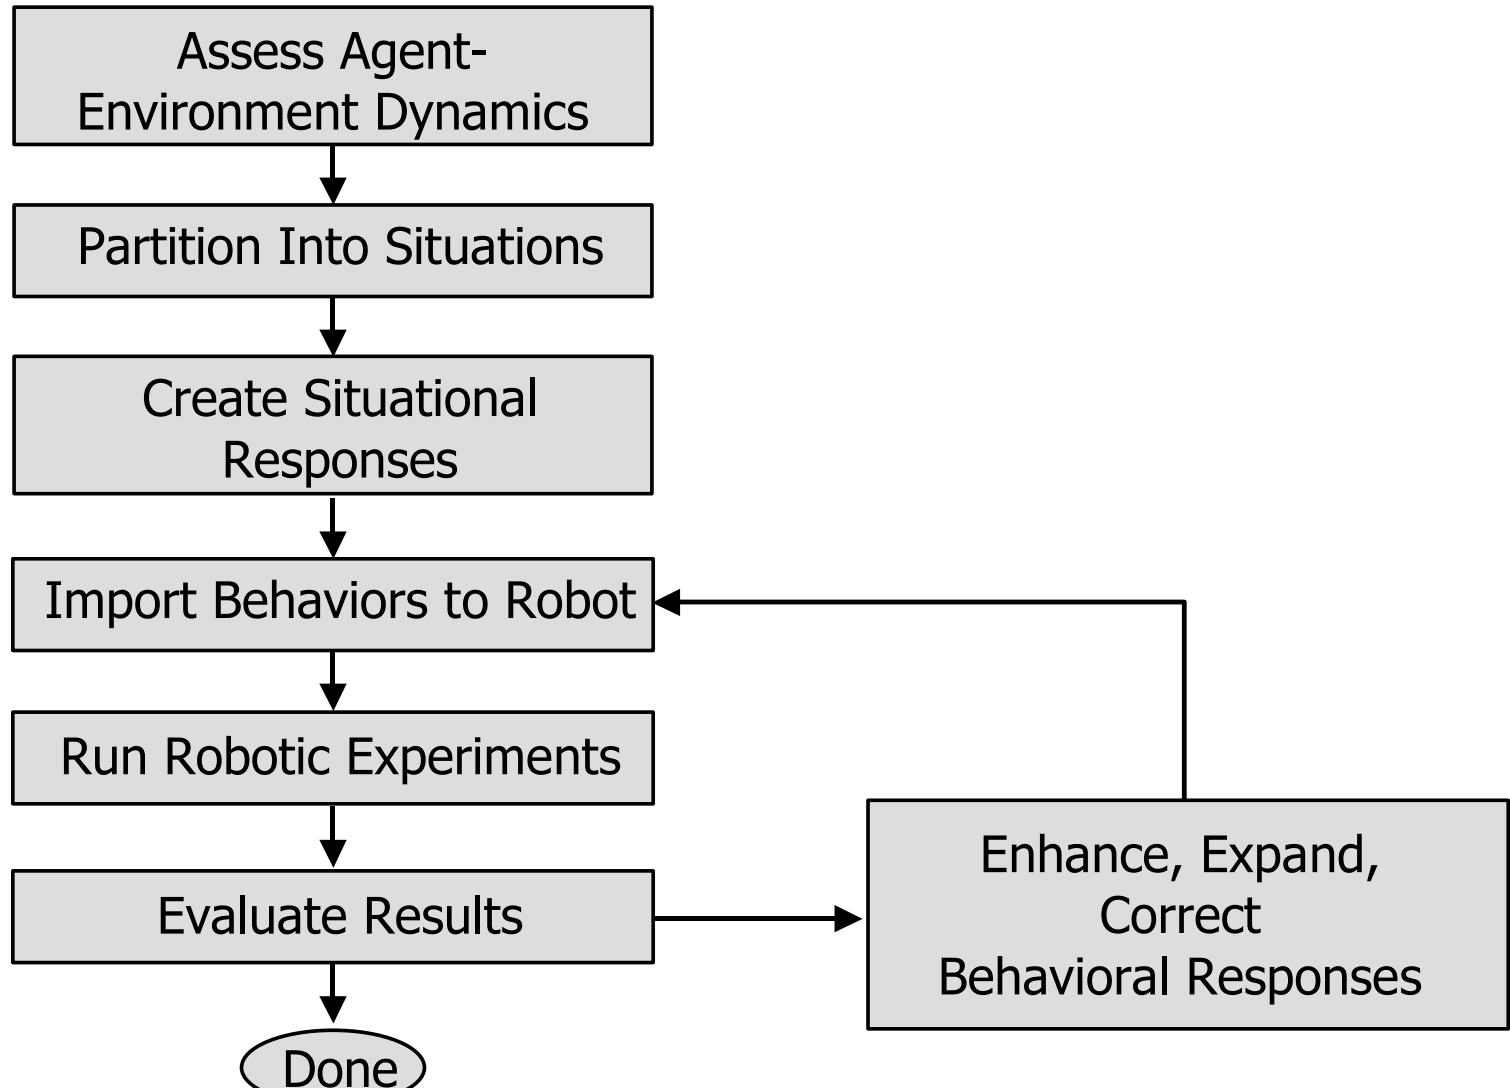 Assess Agent-
Environment Dynamics
Partition Into Situations
Create Situational
Responses
Import Behaviors to Robot
Run Robotic Experiments
Evaluate Results
Enhance, Expand,
Correct
Behavioral Responses
Done